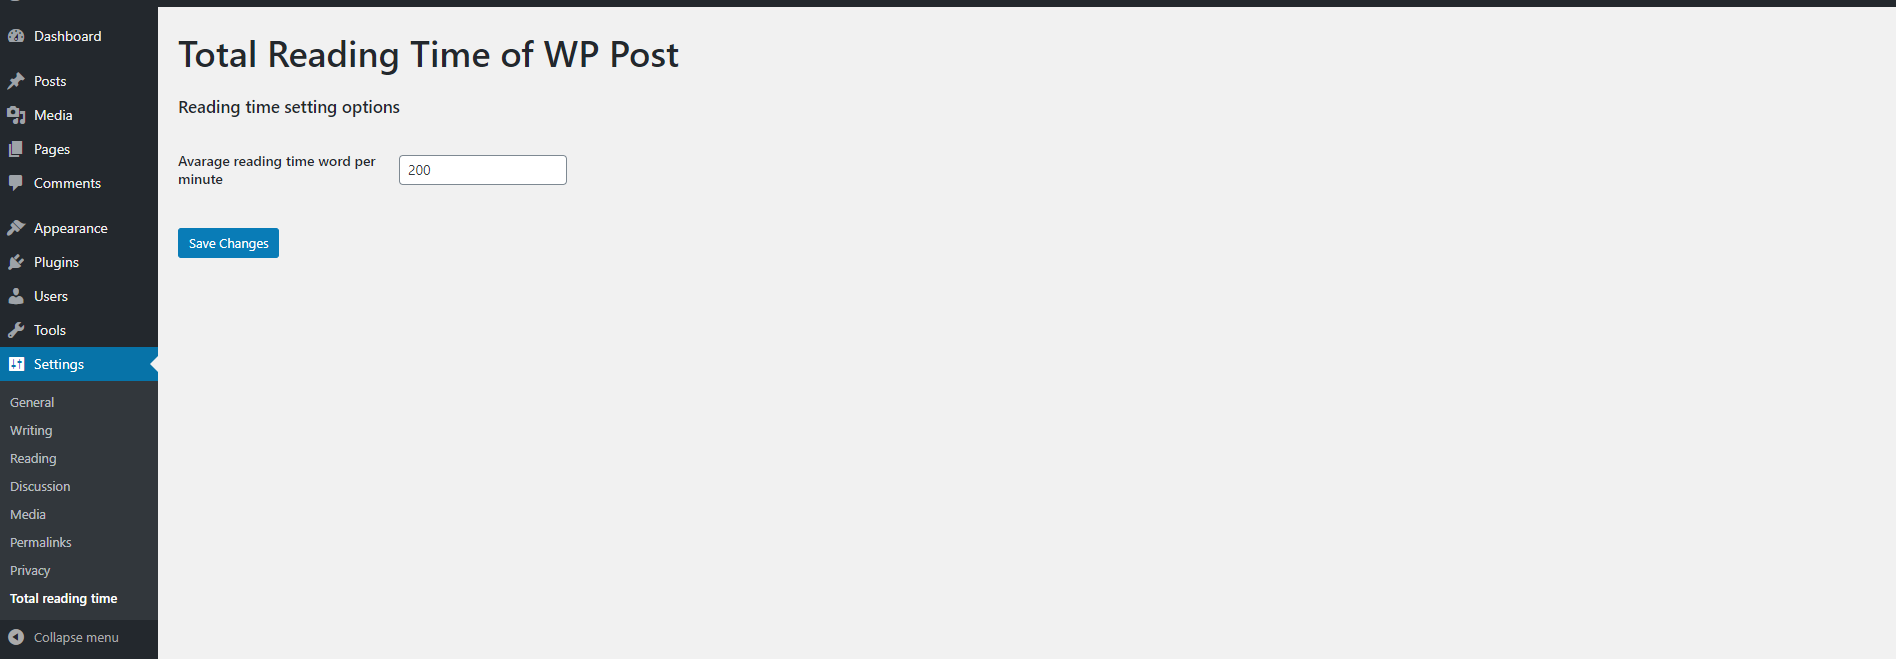 Dashboard
Posts
Media
Pages
Comments
Appearance
Plugins
Users
Tools
Settings
General
Writing
Reading
Discussion
Media
Permalinks
Privacy
Total reading time
Collapse menu
Total Reading Time of WP Post
Reading time setting options
Avarage reading time word per
minute
200
Save Changes